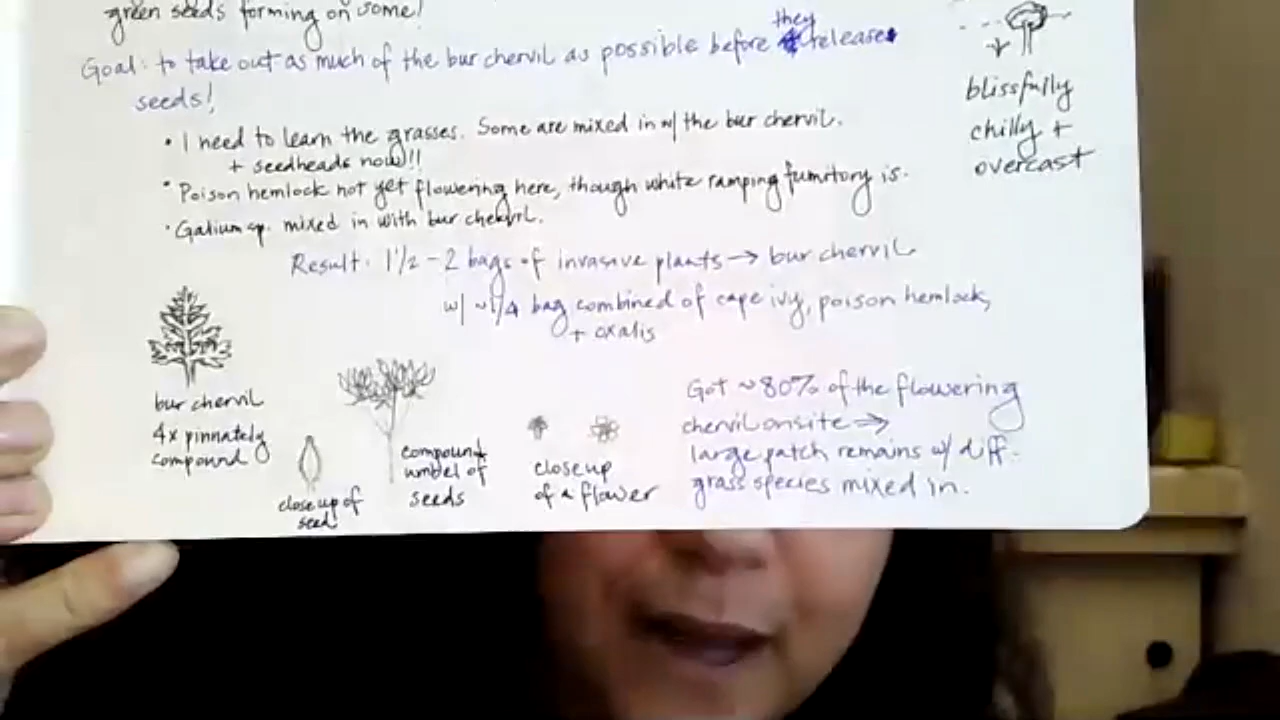 green seeds forming on some!
Goal: to take out as much of the bur chervil as possible before they release
seeds!
• I need to learn the grasses. Some are mixed in w/ the bur chervil.
+ seedheads now!!
• Poison hemlock not yet flowering here, though white ramping fumitory is.
• Galium sp. mixed in with bur chervil.
Result: 1 1/2 - 2 bags of invasive plants → bur chervil
w/ ~1/4 bag combined of cape ivy, poison hemlock,
+ oxalis
blissfully
chilly +
overcast
bur chervil
4x pinnately
compound
close up of
seed
compound
umbel of
seeds
close up
of a flower
Got ~80% of the flowering
chervil onsite ⇒
large patch remains w/ diff.
grass species mixed in.